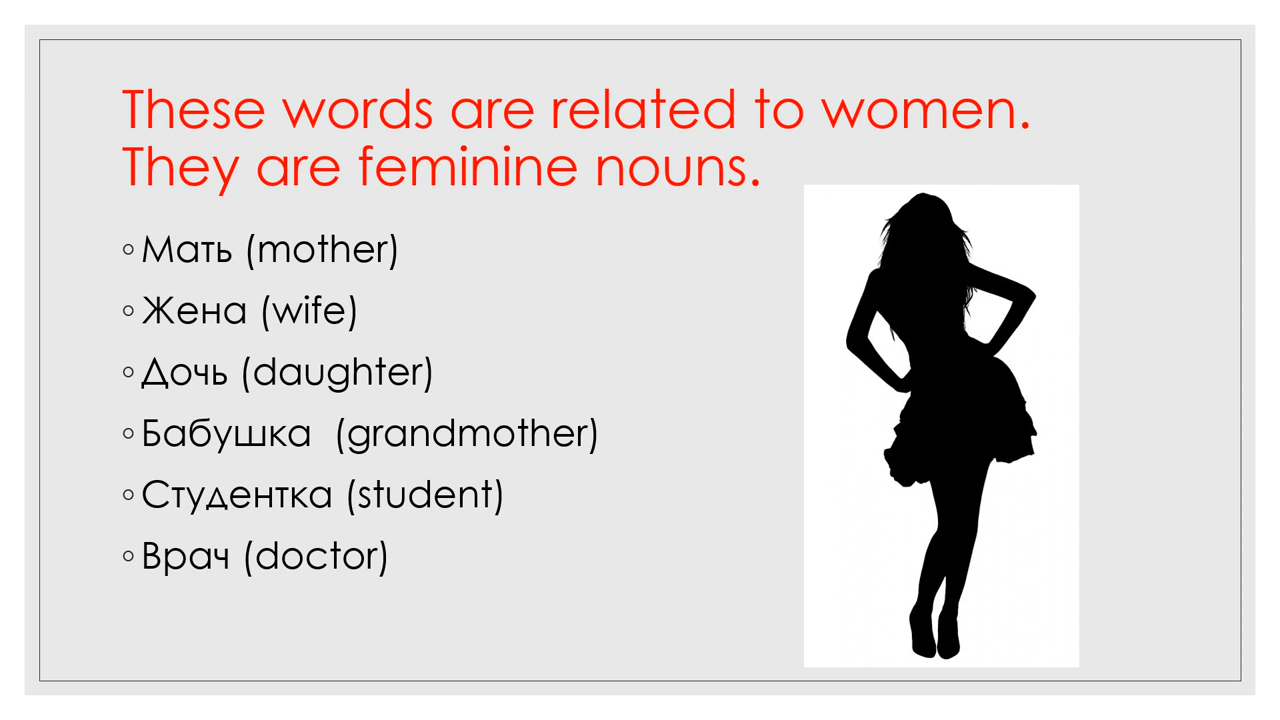 These words are related to women.
They are feminine nouns.
◦Мать (mother)
◦Жена (wife)
◦Дочь (daughter)
◦Бабушка  (grandmother)
◦Студентка (student)
◦Врач (doctor)